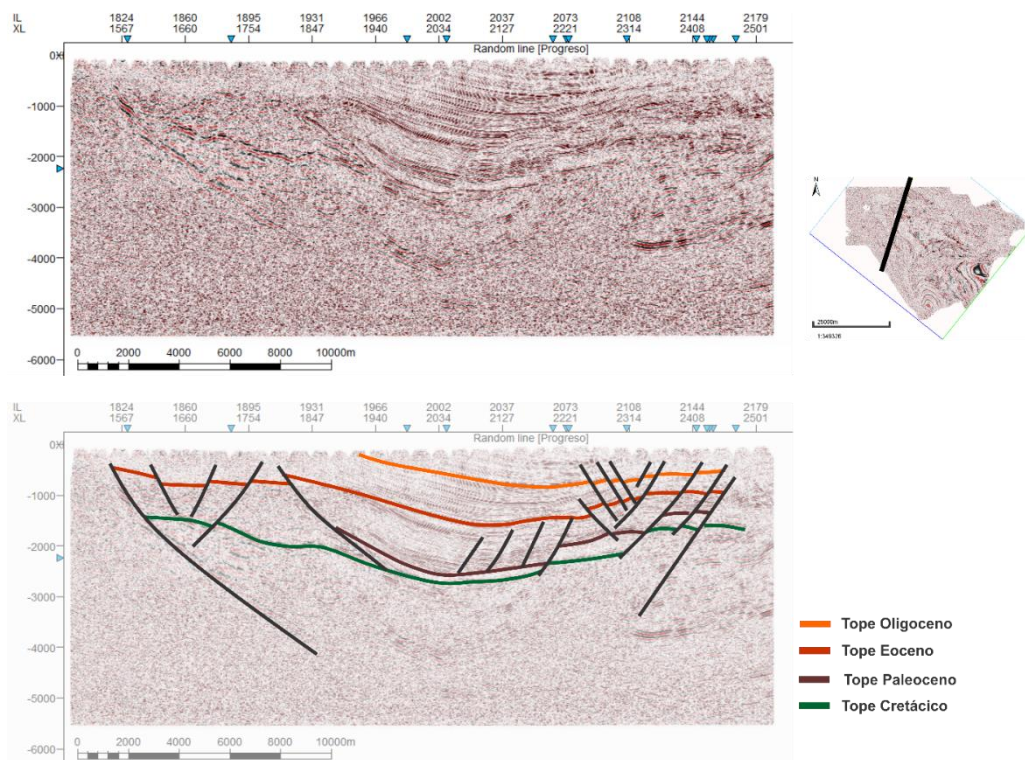 IL 1824 1860 1895 1931 1966 2002 2037 2073 2108 2144 2179
XL 1567 1660 1754 1847 1940 2034 2127 2221 2314 2408 2501
Random line [Progreso]
-1000
-2000
-3000
-4000
-5000
-6000
0 2000 4000 6000 10000m
N
25000m
IL 1824 1860 1895 1931 1966 2002 2037 2073 2108 2144 2179
XL 1567 1660 1754 1847 1940 2034 2127 2221 2314 2408 2501
Random line [Progreso]
-1000
-2000
-3000
-4000
-5000
-6000
0 2000 4000 6000 10000m
Tope Oligoceno
Tope Eoceno
Tope Paleoceno
Tope Cretácico